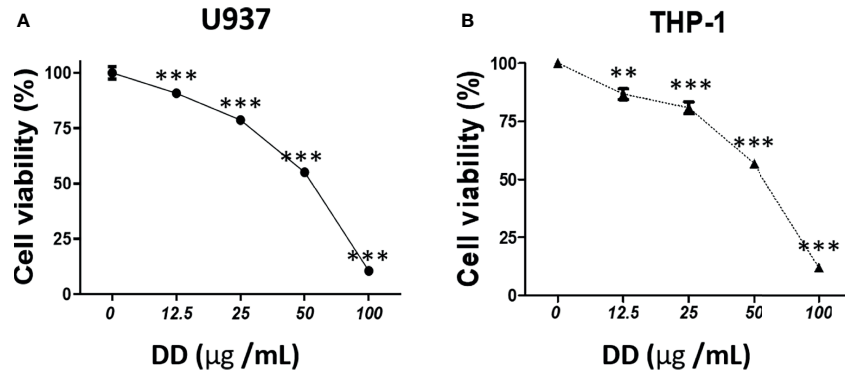 A
U937
Cell viability (%)
100
75
50
25
0
***
***
***
***
0 12.5 25 50 100
DD (μg /mL)
B
THP-1
Cell viability (%)
100
75
50
25
0
**
***
***
***
0 12.5 25 50 100
DD (μg /mL)